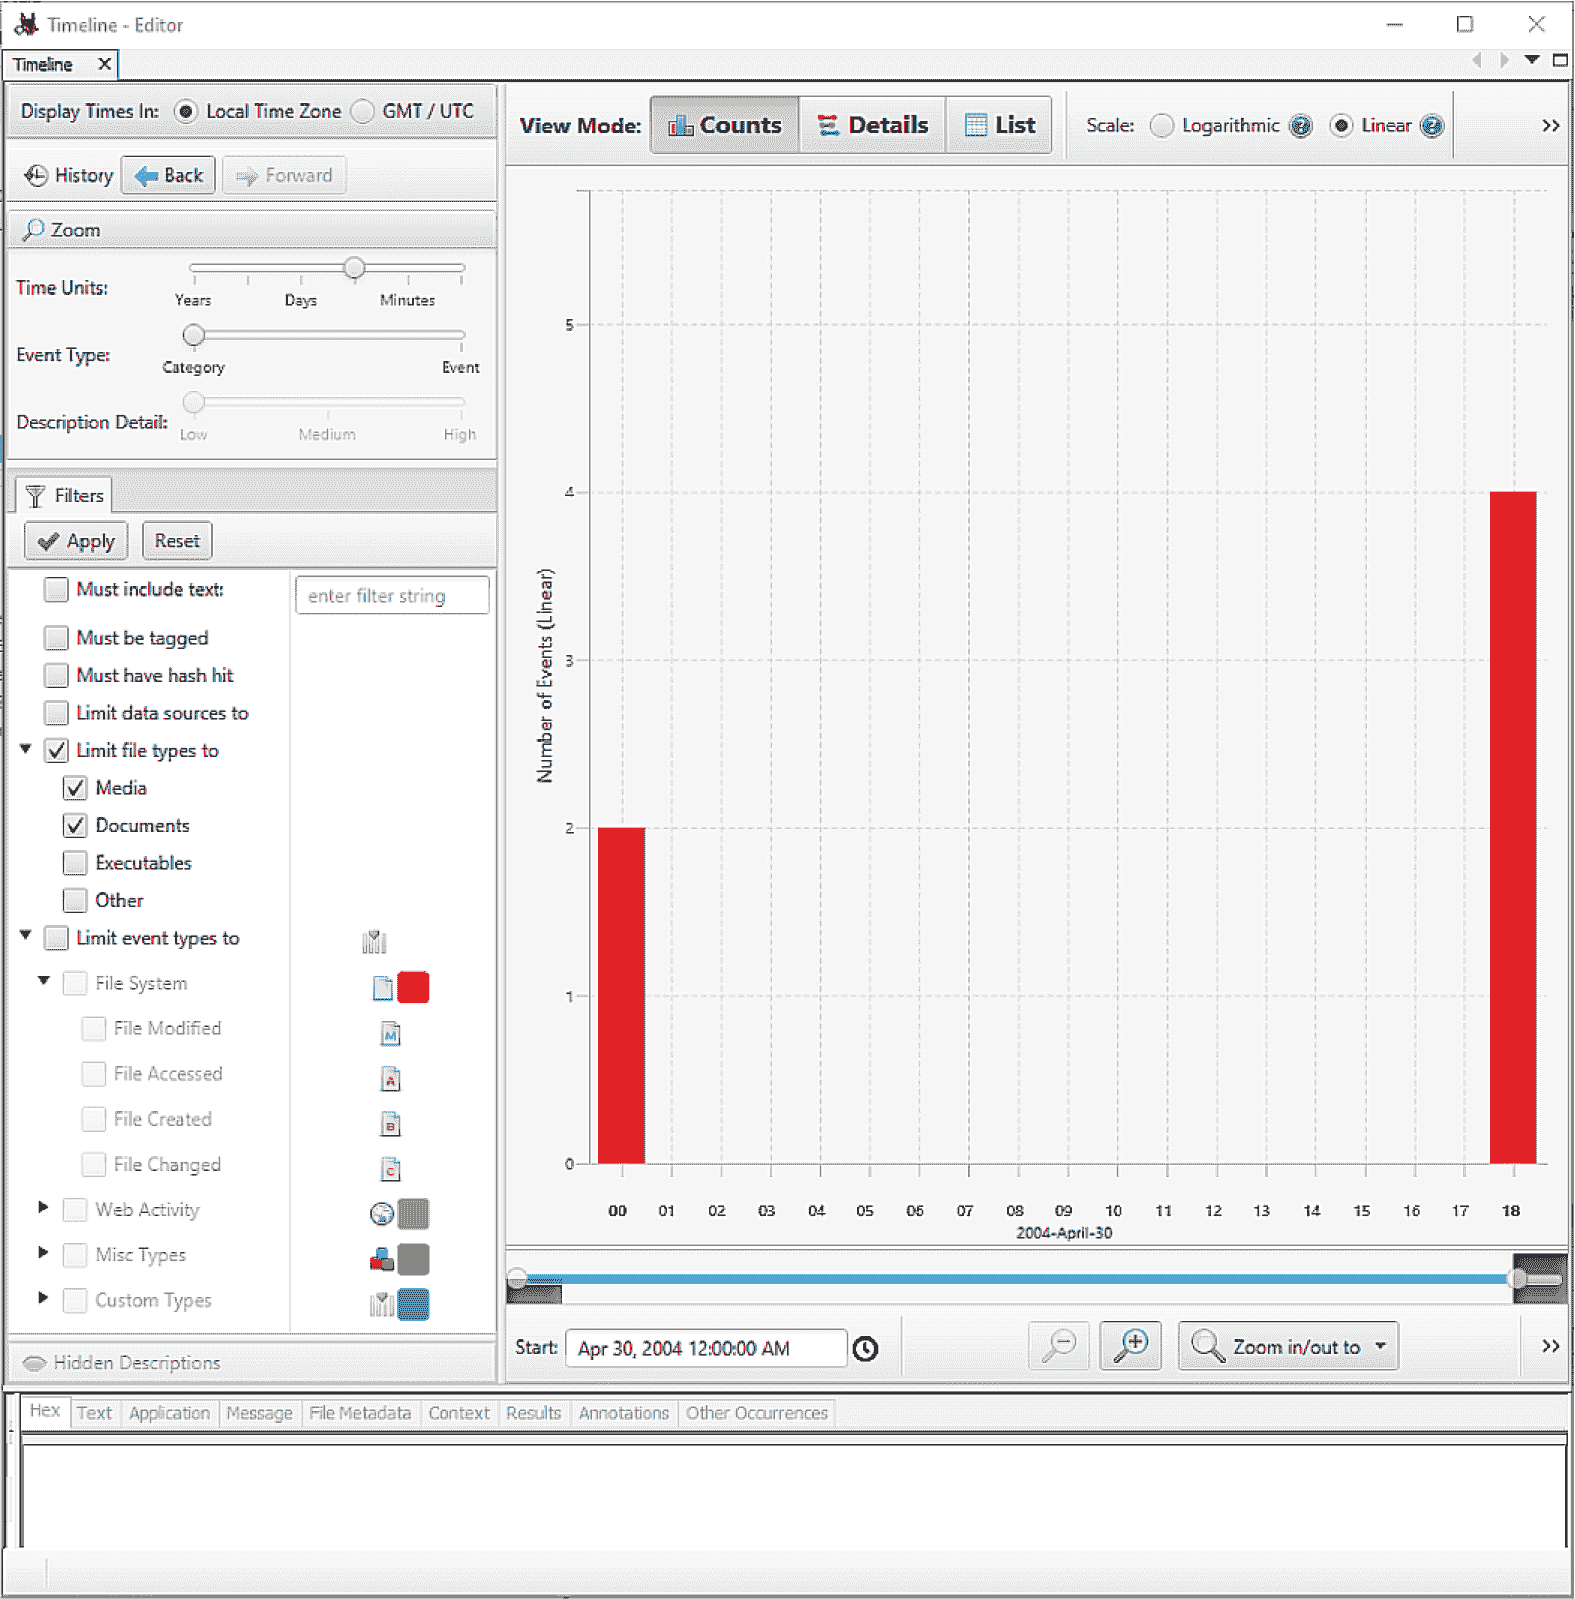 Timeline - Editor
Timeline
Display Times In: Local Time Zone GMT / UTC
History Back Forward
Zoom
Time Units:
Years Days Minutes
Event Type:
Category Event
Description Detail:
Low Medium High
Filters
Apply Reset
Must include text: enter filter string
Must be tagged
Must have hash hit
Limit data sources to
Limit file types to
Media
Documents
Executables
Other
Limit event types to
File System
File Modified M
File Accessed A
File Created B
File Changed C
Web Activity
Misc Types
Custom Types
Hidden Descriptions
View Mode: Counts Details List Scale: Logarithmic ? Linear ? >>
Number of Events (Linear)
5
4
3
2
1
0
00 01 02 03 04 05 06 07 08 09 10 11 12 13 14 15 16 17 18
2004-April-30
Start: Apr 30, 2004 12:00:00 AM Zoom in/out to >>
Hex Text Application Message File Metadata Context Results Annotations Other Occurrences